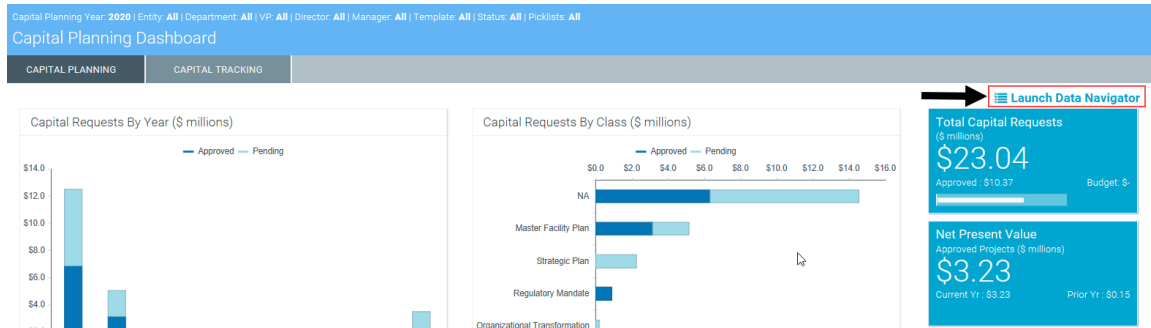 Capital Planning Year: 2020 | Entity: All | Department: All | VP: All | Director: All | Manager: All | Template: All | Status: All | Picklists: All
Capital Planning Dashboard
CAPITAL PLANNING CAPITAL TRACKING
Launch Data Navigator
Capital Requests By Year ($ millions)
Approved Pending
$14.0
$12.0
$10.0
$8.0
$6.0
$4.0
Capital Requests By Class ($ millions)
Approved Pending
$0.0 $2.0 $4.0 $6.0 $8.0 $10.0 $12.0 $14.0 $16.0
NA
Master Facility Plan
Strategic Plan
Regulatory Mandate
Organizational Transformation
Total Capital Requests
($ millions)
$23.04
Approved : $10.37 Budget: $-
Net Present Value
Approved Projects ($ millions)
$3.23
Current Yr : $3.23 Prior Yr : $0.15